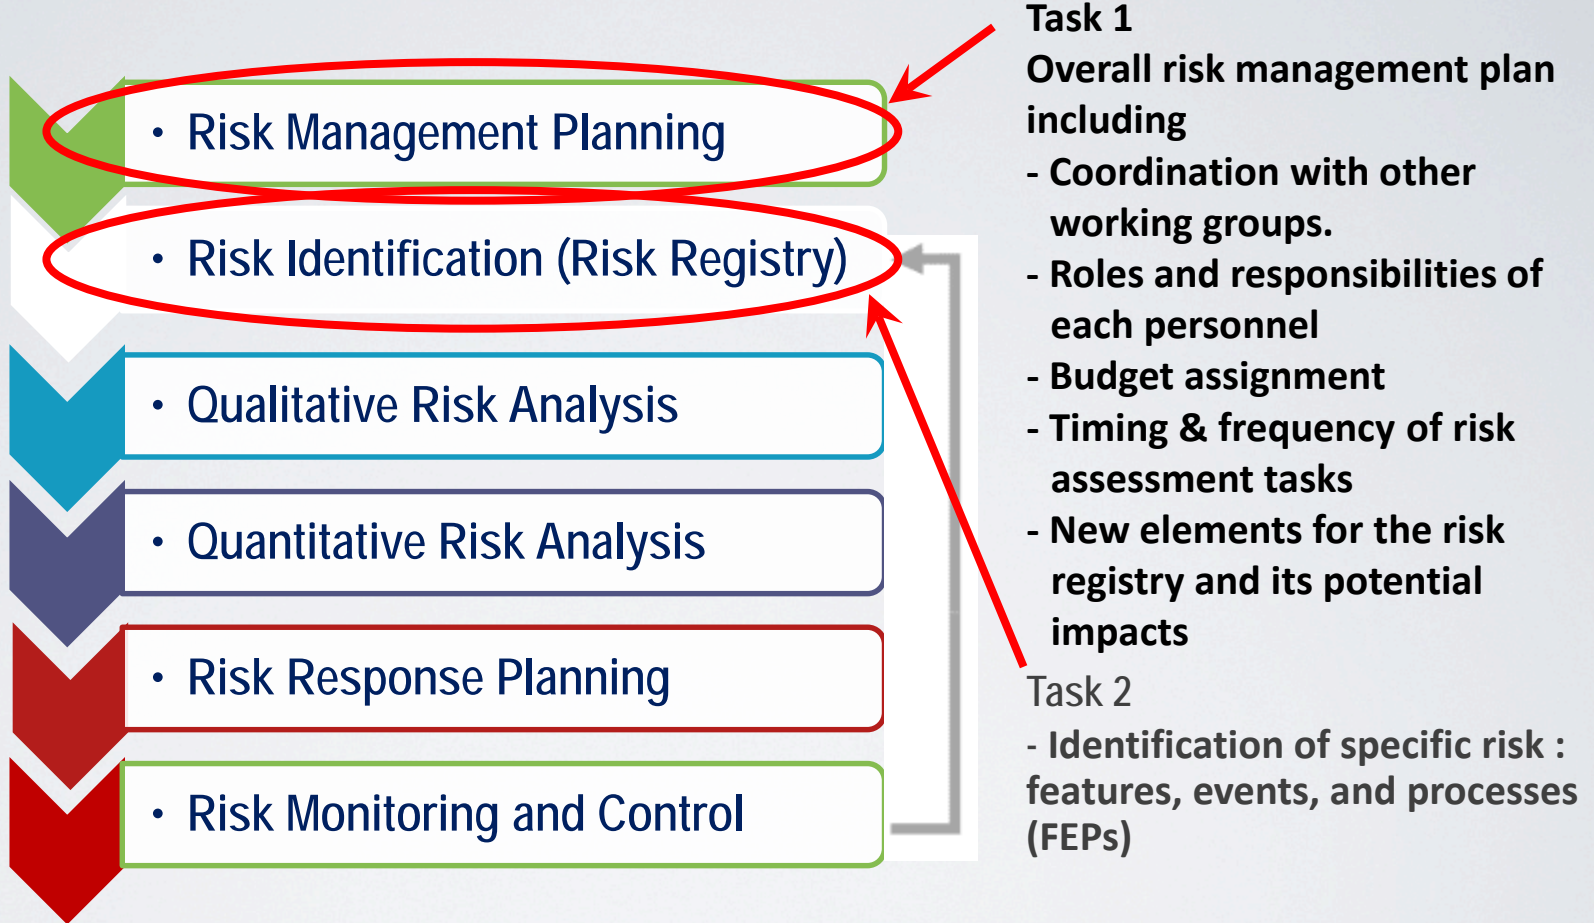 • Risk Management Planning
• Risk Identification (Risk Registry)
• Qualitative Risk Analysis
• Quantitative Risk Analysis
• Risk Response Planning
• Risk Monitoring and Control
Task 1
Overall risk management plan
including
- Coordination with other
working groups.
- Roles and responsibilities of
each personnel
- Budget assignment
- Timing & frequency of risk
assessment tasks
- New elements for the risk
registry and its potential
impacts
Task 2
- Identification of specific risk :
features, events, and processes
(FEPs)